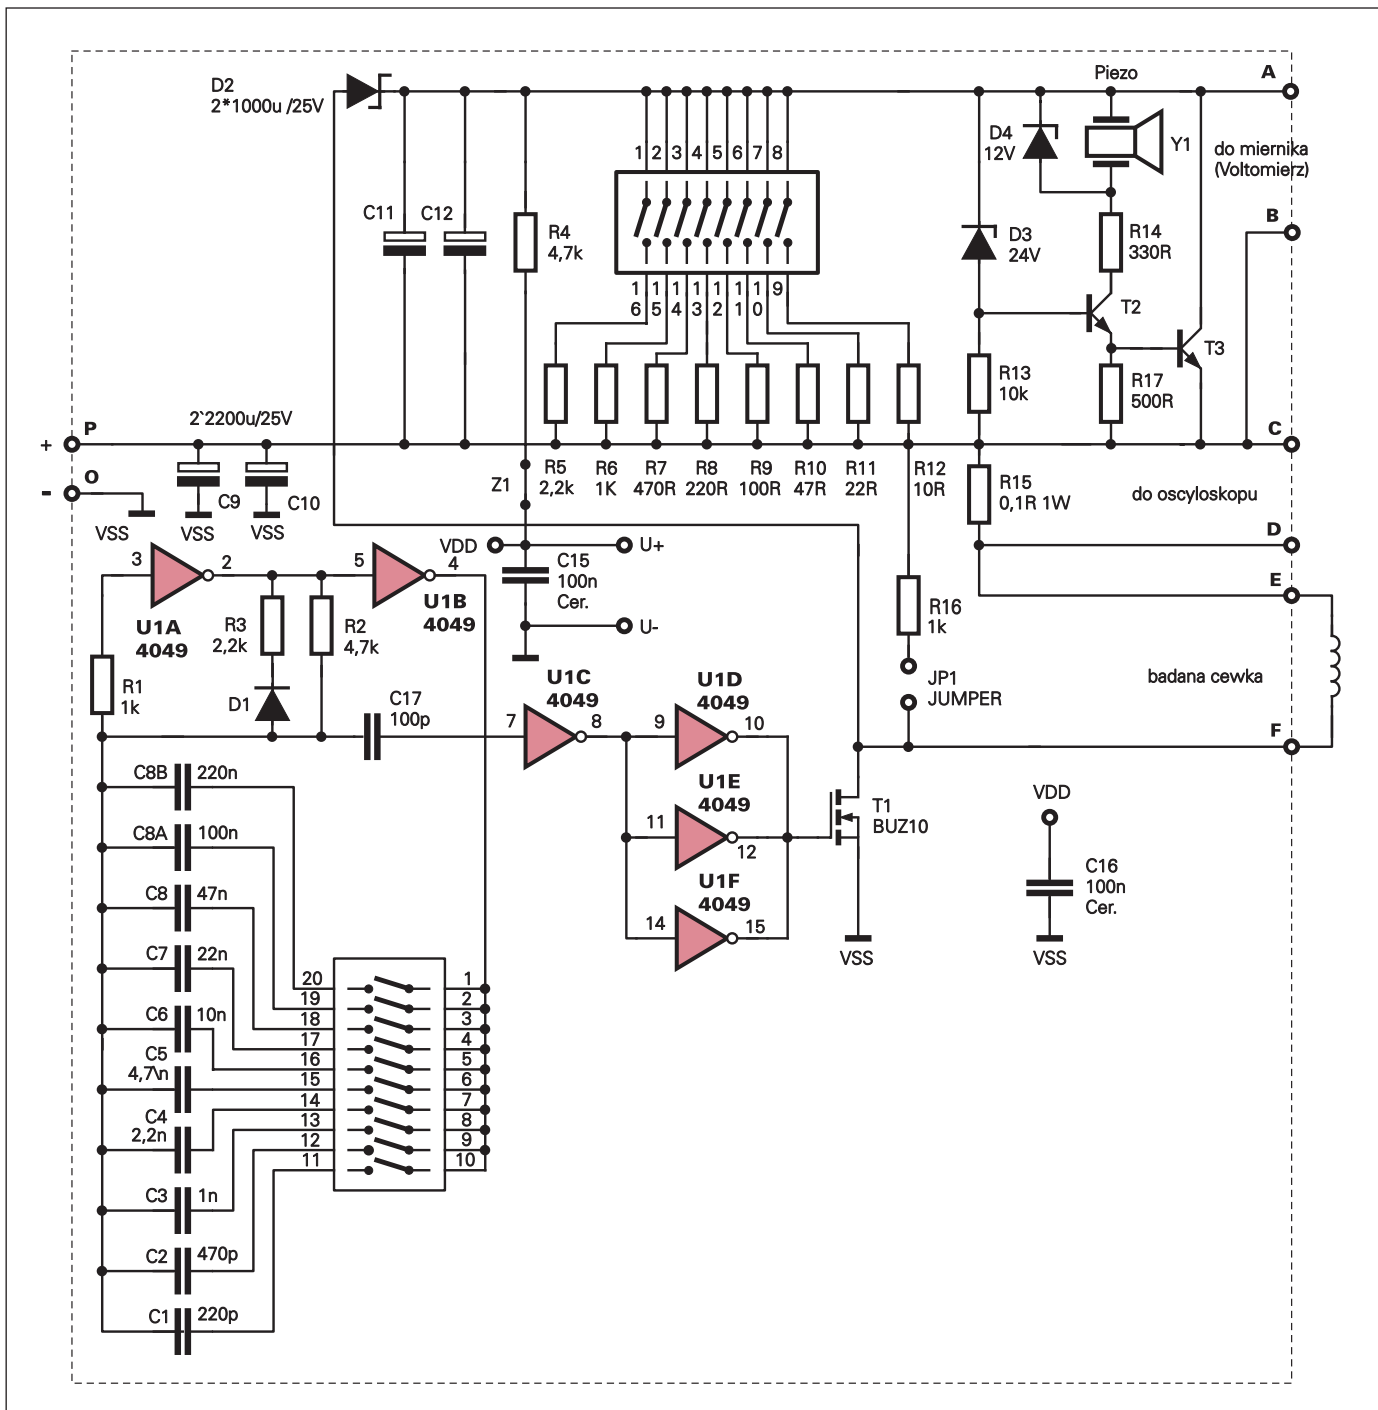 D2
2*1000u /25V
Piezo
A
D4
12V
Y1
do miernika
(Voltomierz)
1 2 3 4 5 6 7 8
C11
C12
R4
4,7k
B
D3
24V
R14
330R
1 1 1 1 1 1 1 9
6 5 4 3 2 1 0
T2
T3
R13
10k
R17
500R
2`2200u/25V
+
P
C
-
O
C9
C10
VSS
VSS
VSS
Z1
R5
2,2k
R6
1K
R7
470R
R8
220R
R9
100R
R10
47R
R11
22R
R12
10R
R15
0,1R 1W
do oscyloskopu
D
VDD
U+
C15
100n
Cer.
U-
E
3
2
5
4
U1A
4049
U1B
4049
R3
2,2k
R2
4,7k
R1
1k
D1
C17
100p
R16
1k
JP1
JUMPER
badana cewka
F
U1C
4049
7
8
U1D
4049
9
10
U1E
4049
11
12
U1F
4049
14
15
T1
BUZ10
VSS
VDD
C16
100n
Cer.
VSS
C8B
220n
C8A
100n
C8
47n
C7
22n
C6
10n
C5
4,7\n
C4
2,2n
C3
1n
C2
470p
C1
220p
20
1
19
2
18
3
17
4
16
5
15
6
14
7
13
8
12
9
11
10